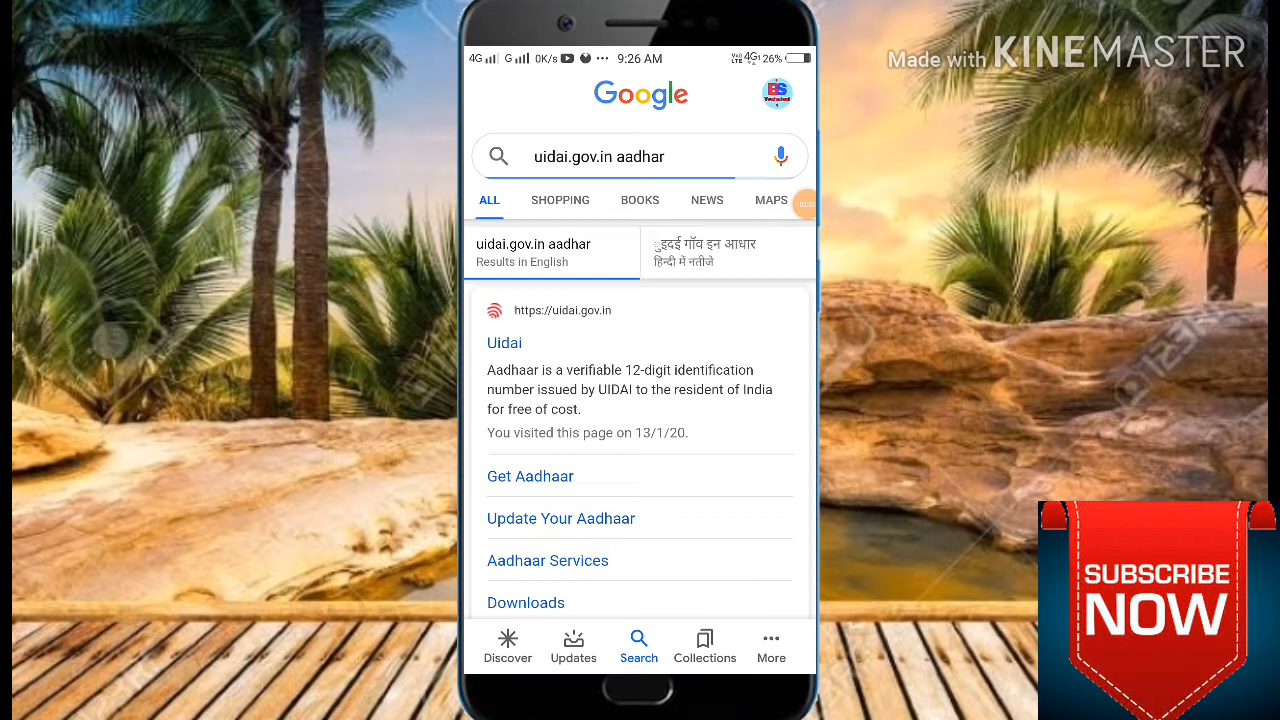 Made with KINEMASTER
4G G 0K/s 9:26 AM 4G 26%
Google
BS
uidai.gov.in aadhar
ALL SHOPPING BOOKS NEWS MAPS
uidai.gov.in aadhar
Results in English
ुइदई गॉव इन आधार
हिन्दी में नतीजे
https://uidai.gov.in
Uidai
Aadhaar is a verifiable 12-digit identification
number issued by UIDAI to the resident of India
for free of cost.
You visited this page on 13/1/20.
Get Aadhaar
Update Your Aadhaar
Aadhaar Services
Downloads
Discover Updates Search Collections More
SUBSCRIBE
NOW